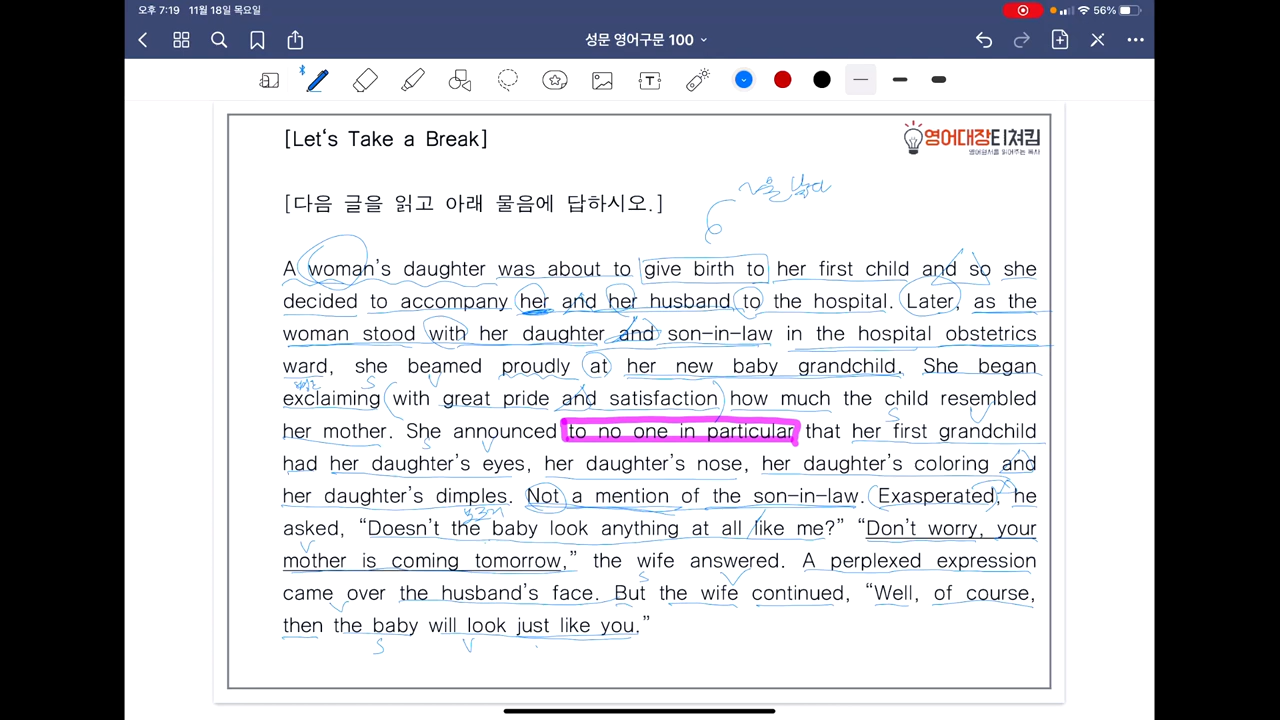 오후 7:19 11월 18일 목요일
56%
성문 영어구문 100
[Let's Take a Break]
영어대장티쳐킴
[다음 글을 읽고 아래 물음에 답하시오.]
A woman's daughter was about to give birth to her first child and so she
decided to accompany her and her husband to the hospital. Later, as the
woman stood with her daughter and son-in-law in the hospital obstetrics
ward, she beamed proudly at her new baby grandchild. She began
exclaiming with great pride and satisfaction how much the child resembled
her mother. She announced to no one in particular that her first grandchild
had her daughter's eyes, her daughter's nose, her daughter's coloring and
her daughter's dimples. Not a mention of the son-in-law. Exasperated, he
asked, "Doesn't the baby look anything at all like me?" "Don't worry, your
mother is coming tomorrow," the wife answered. A perplexed expression
came over the husband's face. But the wife continued, "Well, of course,
then the baby will look just like you."